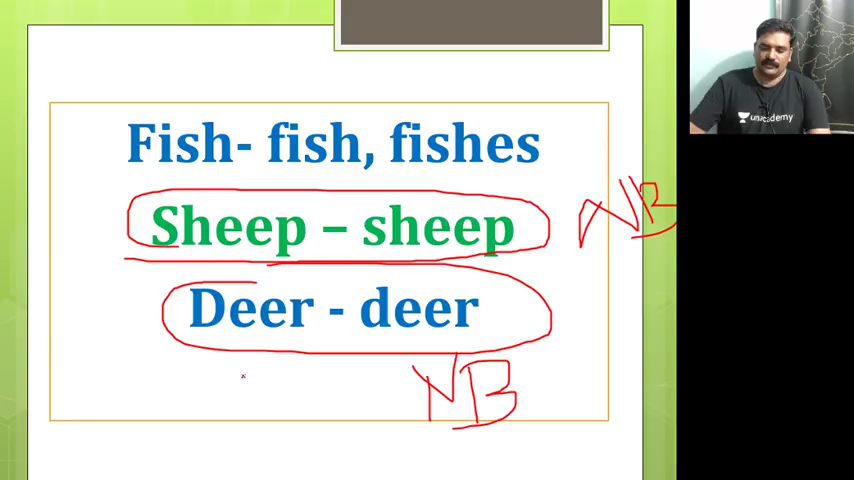 Fish- fish, fishes
Sheep – sheep
NB
Deer - deer
NB
unacademy